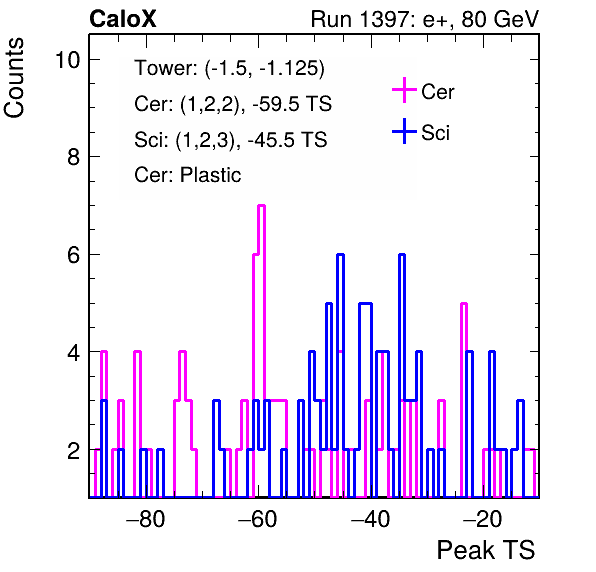 CaloX Run 1397: e+, 80 GeV
Counts
10
8
6
4
2
Tower: (-1.5, -1.125)
Cer: (1,2,2), -59.5 TS
Sci: (1,2,3), -45.5 TS
Cer: Plastic
Cer
Sci
−80 −60 −40 −20
Peak TS